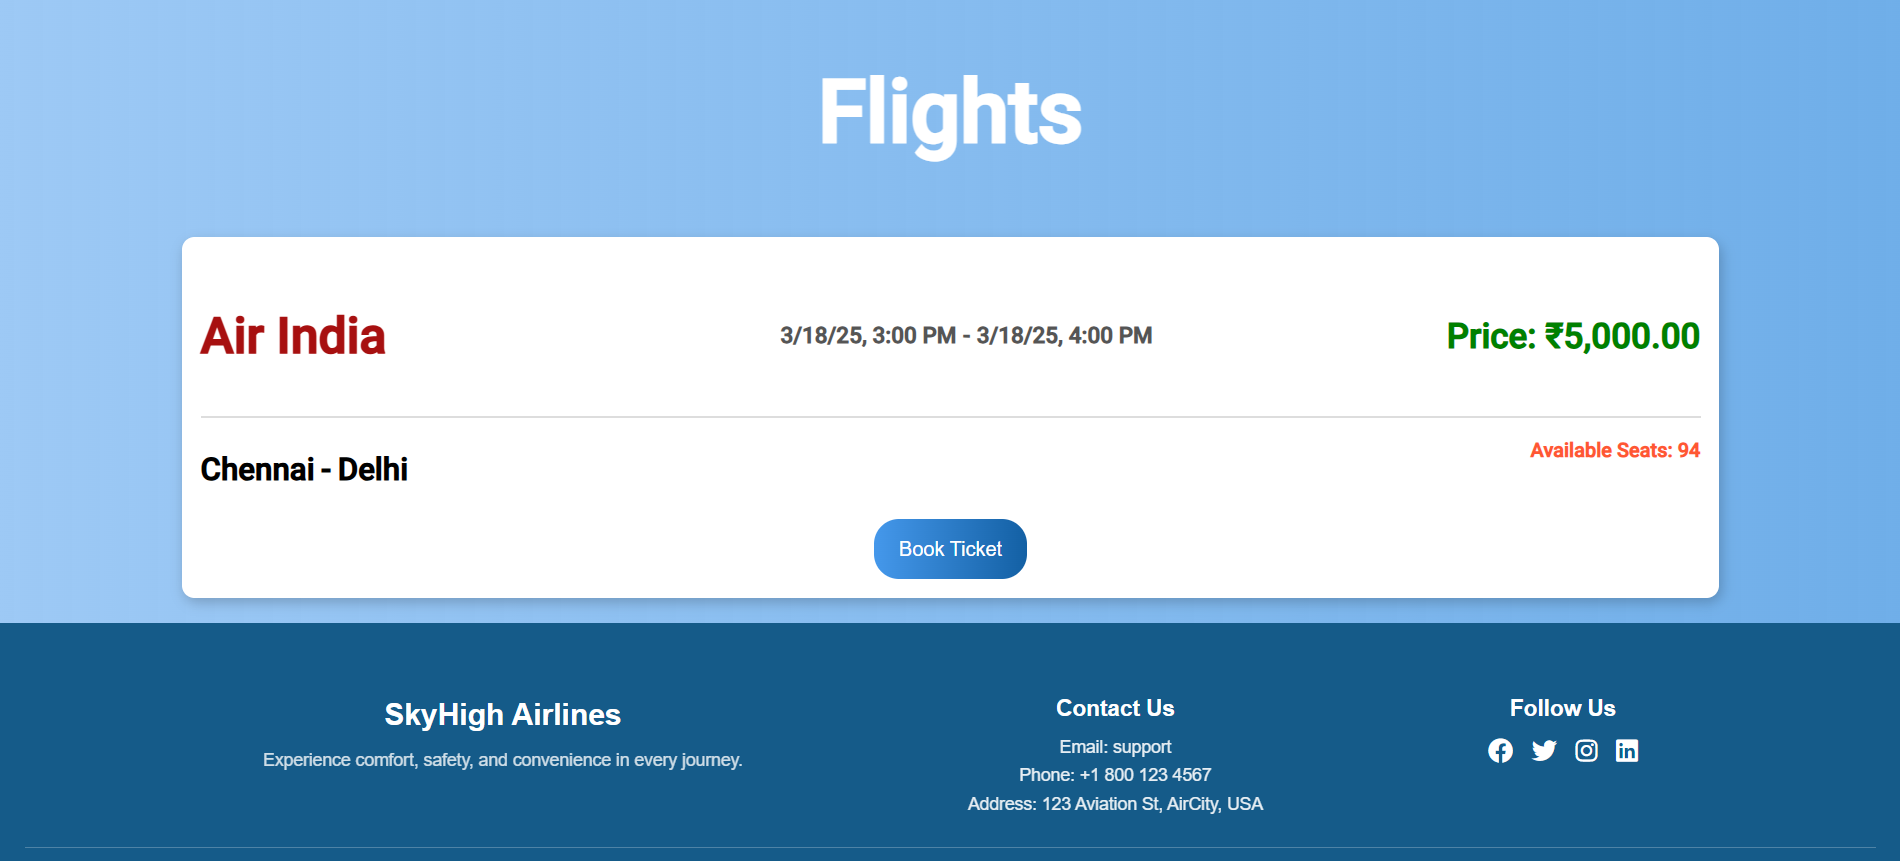 Flights
Air India
3/18/25, 3:00 PM - 3/18/25, 4:00 PM
Price: ₹5,000.00
Chennai - Delhi
Available Seats: 94
Book Ticket
SkyHigh Airlines
Experience comfort, safety, and convenience in every journey.
Contact Us
Email: support
Phone: +1 800 123 4567
Address: 123 Aviation St, AirCity, USA
Follow Us